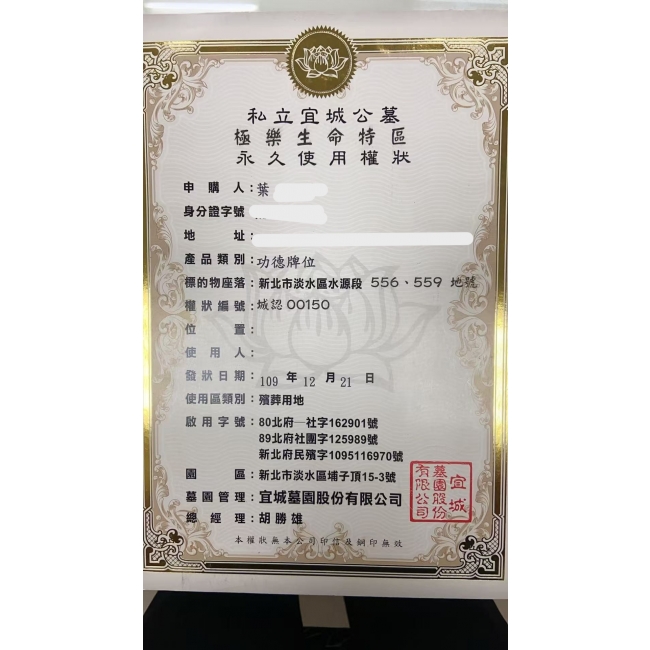 私立宜城公墓
極樂生命特區
永久使用權狀
申購人：葉
身分證字號：
地址：
產品類別：功德牌位
標的物座落：新北市淡水區水源段 556、559 地號
權狀編號：城認00150
位置：
使用人：
發狀日期：109 年 12 月 21 日
使用區類別：殯葬用地
啟用字號：80北府一社字162901號
89北府社團字125989號
新北府民殯字1095116970號
園區：新北市淡水區埔子頂15-3號
墓園管理：宜城墓園股份有限公司
總經理：胡勝雄
宜城
墓園股份
有限公司
本權狀無本公司印信及鋼印無效